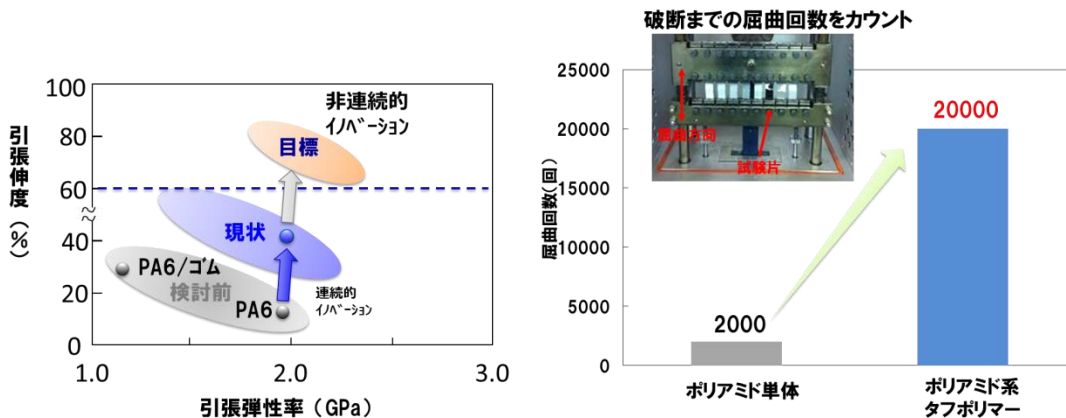 引張伸度（%）
100
80
60
40
20
0
1.0
2.0
3.0
引張弾性率（GPa）
非連続的
ｲﾉﾍﾞｰｼｮﾝ
目標
現状
PA6/ｺﾞﾑ
検討前
PA6
連続的
ｲﾉﾍﾞｰｼｮﾝ
破断までの屈曲回数をカウント
屈曲回数(回)
25000
20000
15000
10000
5000
0
屈曲方向
試験片
2000
20000
ポリアミド単体
ポリアミド系
タフポリマー